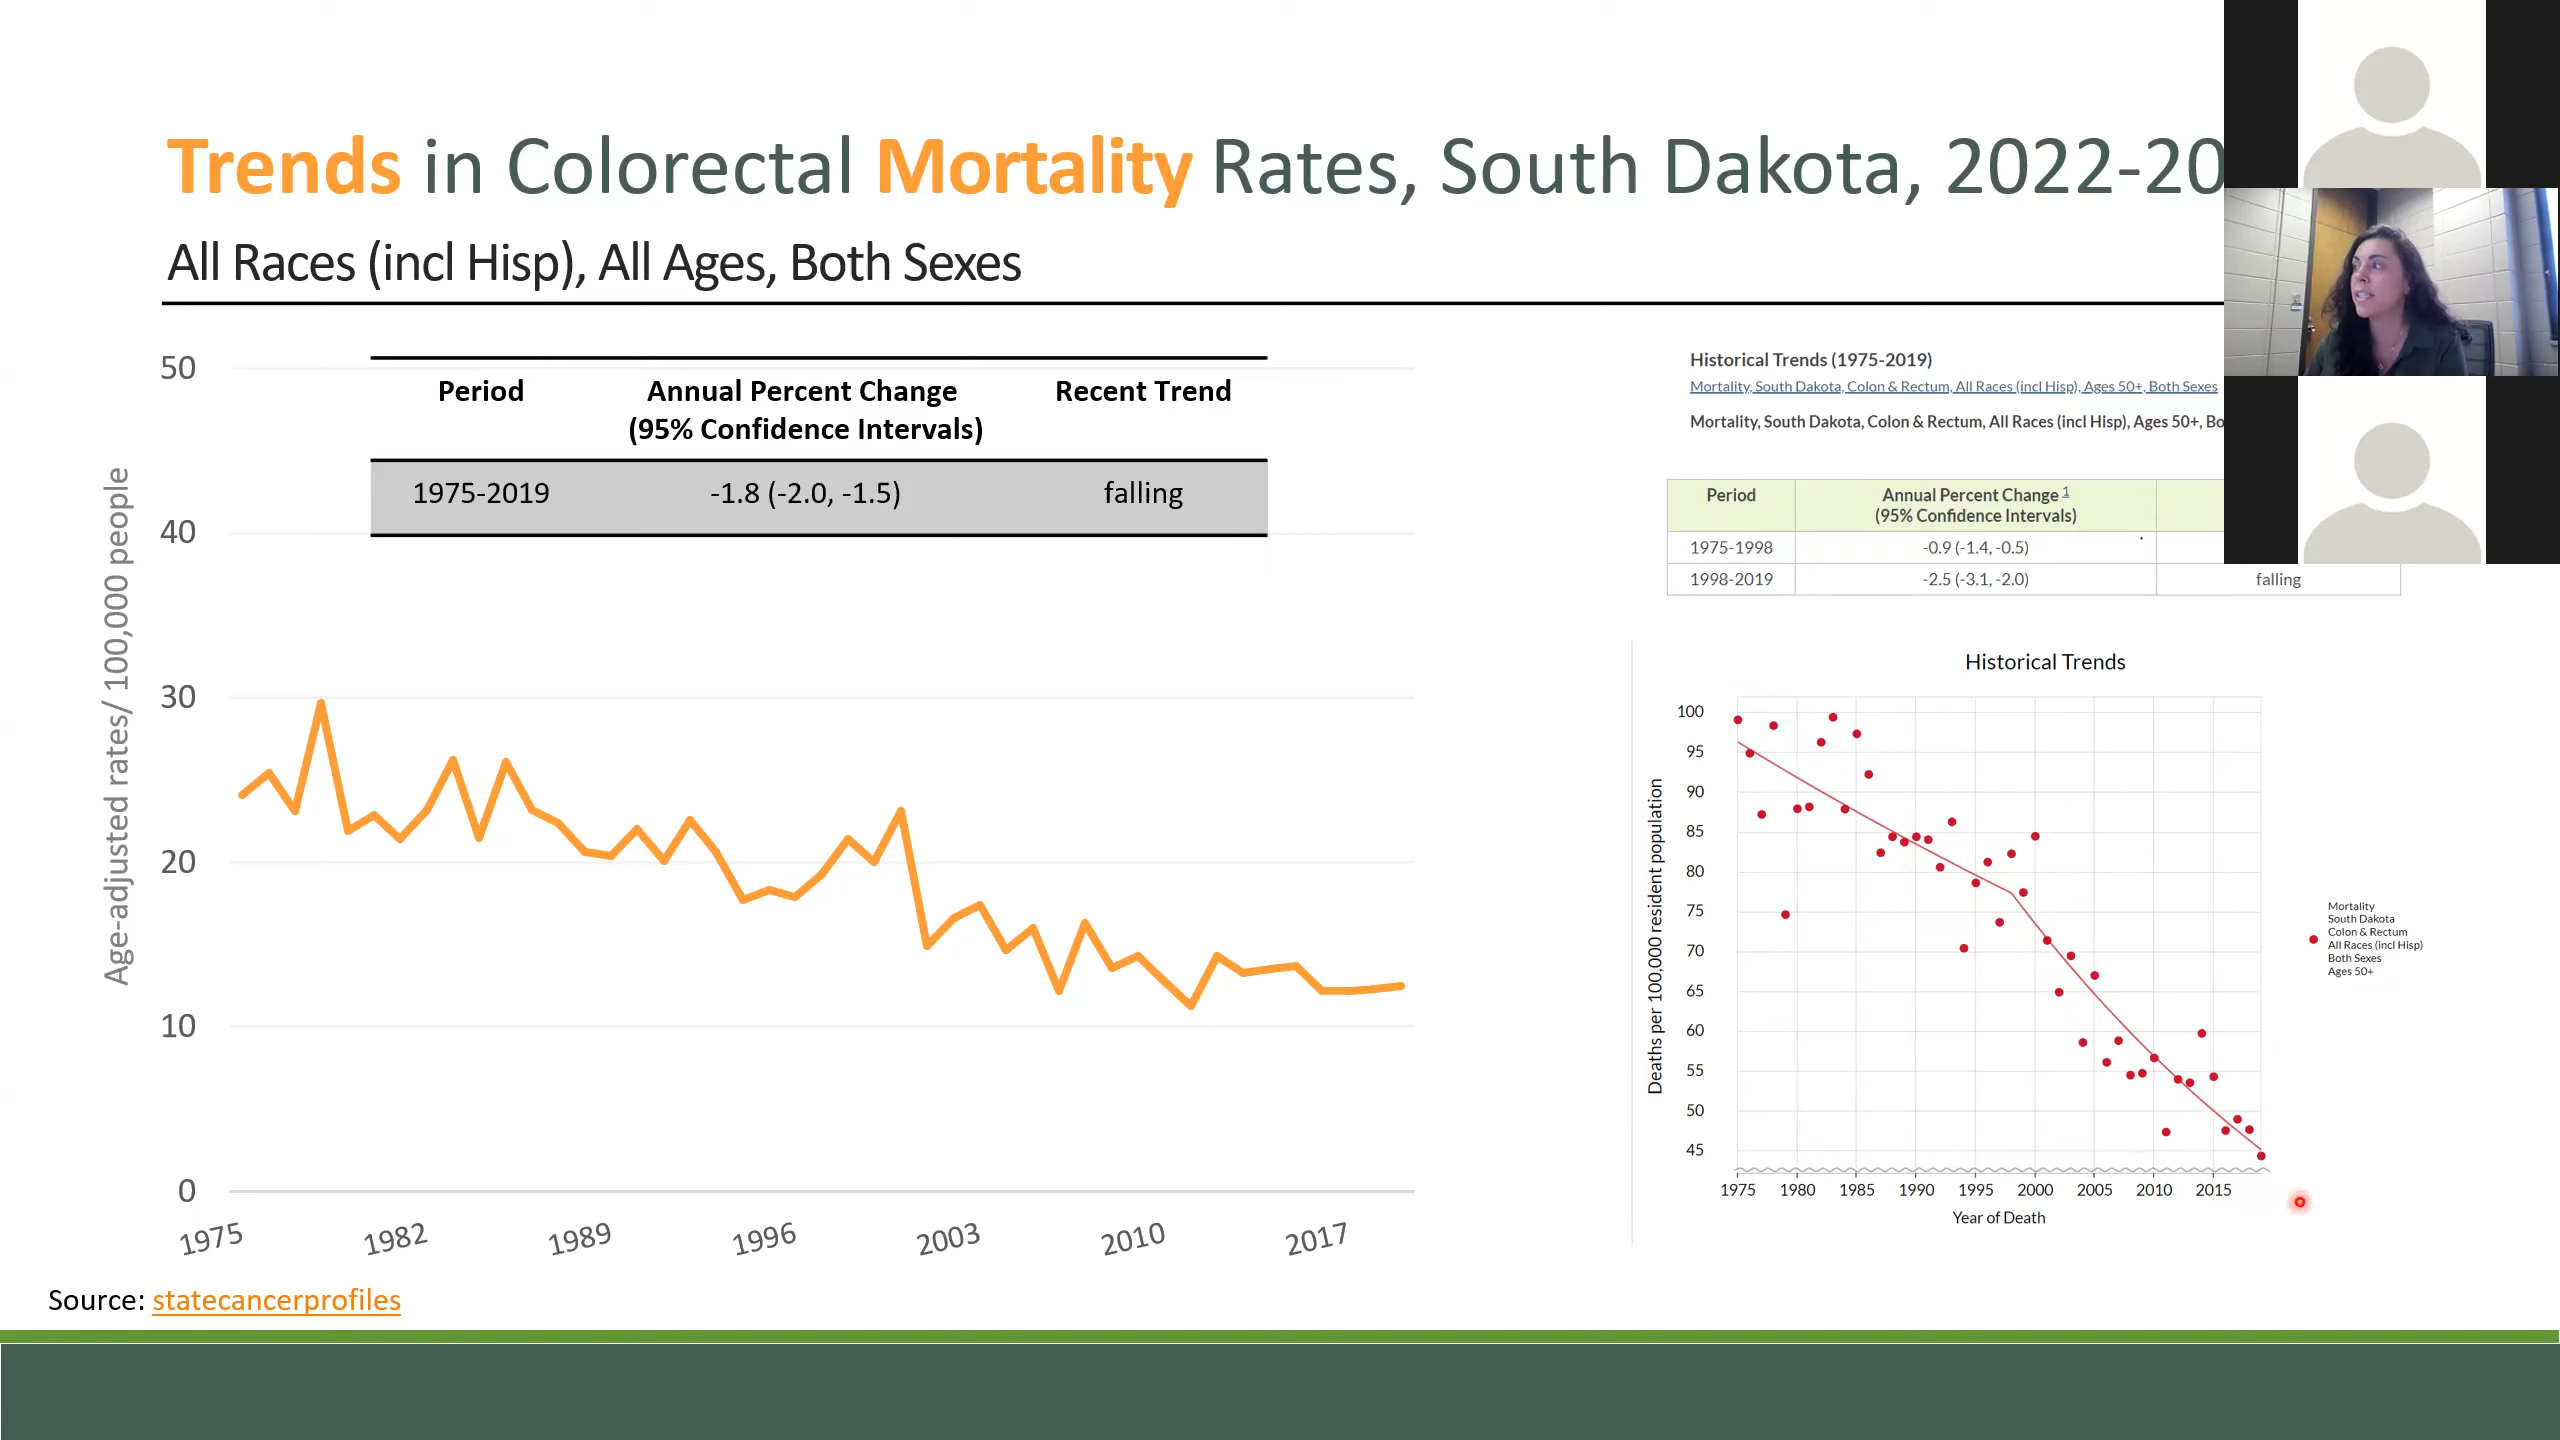 Trends in Colorectal Mortality Rates, South Dakota, 2022-20
All Races (incl Hisp), All Ages, Both Sexes
50
40
30
20
10
0
Age-adjusted rates/ 100,000 people
Period Annual Percent Change Recent Trend
(95% Confidence Intervals)
1975-2019 -1.8 (-2.0, -1.5) falling
1975 1982 1989 1996 2003 2010 2017
Source: statecancerprofiles
Historical Trends (1975-2019)
Mortality, South Dakota, Colon & Rectum, All Races (incl Hisp), Ages 50+, Both Sexes
Mortality, South Dakota, Colon & Rectum, All Races (incl Hisp), Ages 50+, Bo
Period Annual Percent Change 1
(95% Confidence Intervals)
1975-1998 -0.9 (-1.4, -0.5)
1998-2019 -2.5 (-3.1, -2.0) falling
Historical Trends
100
95
90
85
80
75
70
65
60
55
50
45
Deaths per 100,000 resident population
1975 1980 1985 1990 1995 2000 2005 2010 2015
Year of Death
Mortality
South Dakota
Colon & Rectum
All Races (incl Hisp)
Both Sexes
Ages 50+